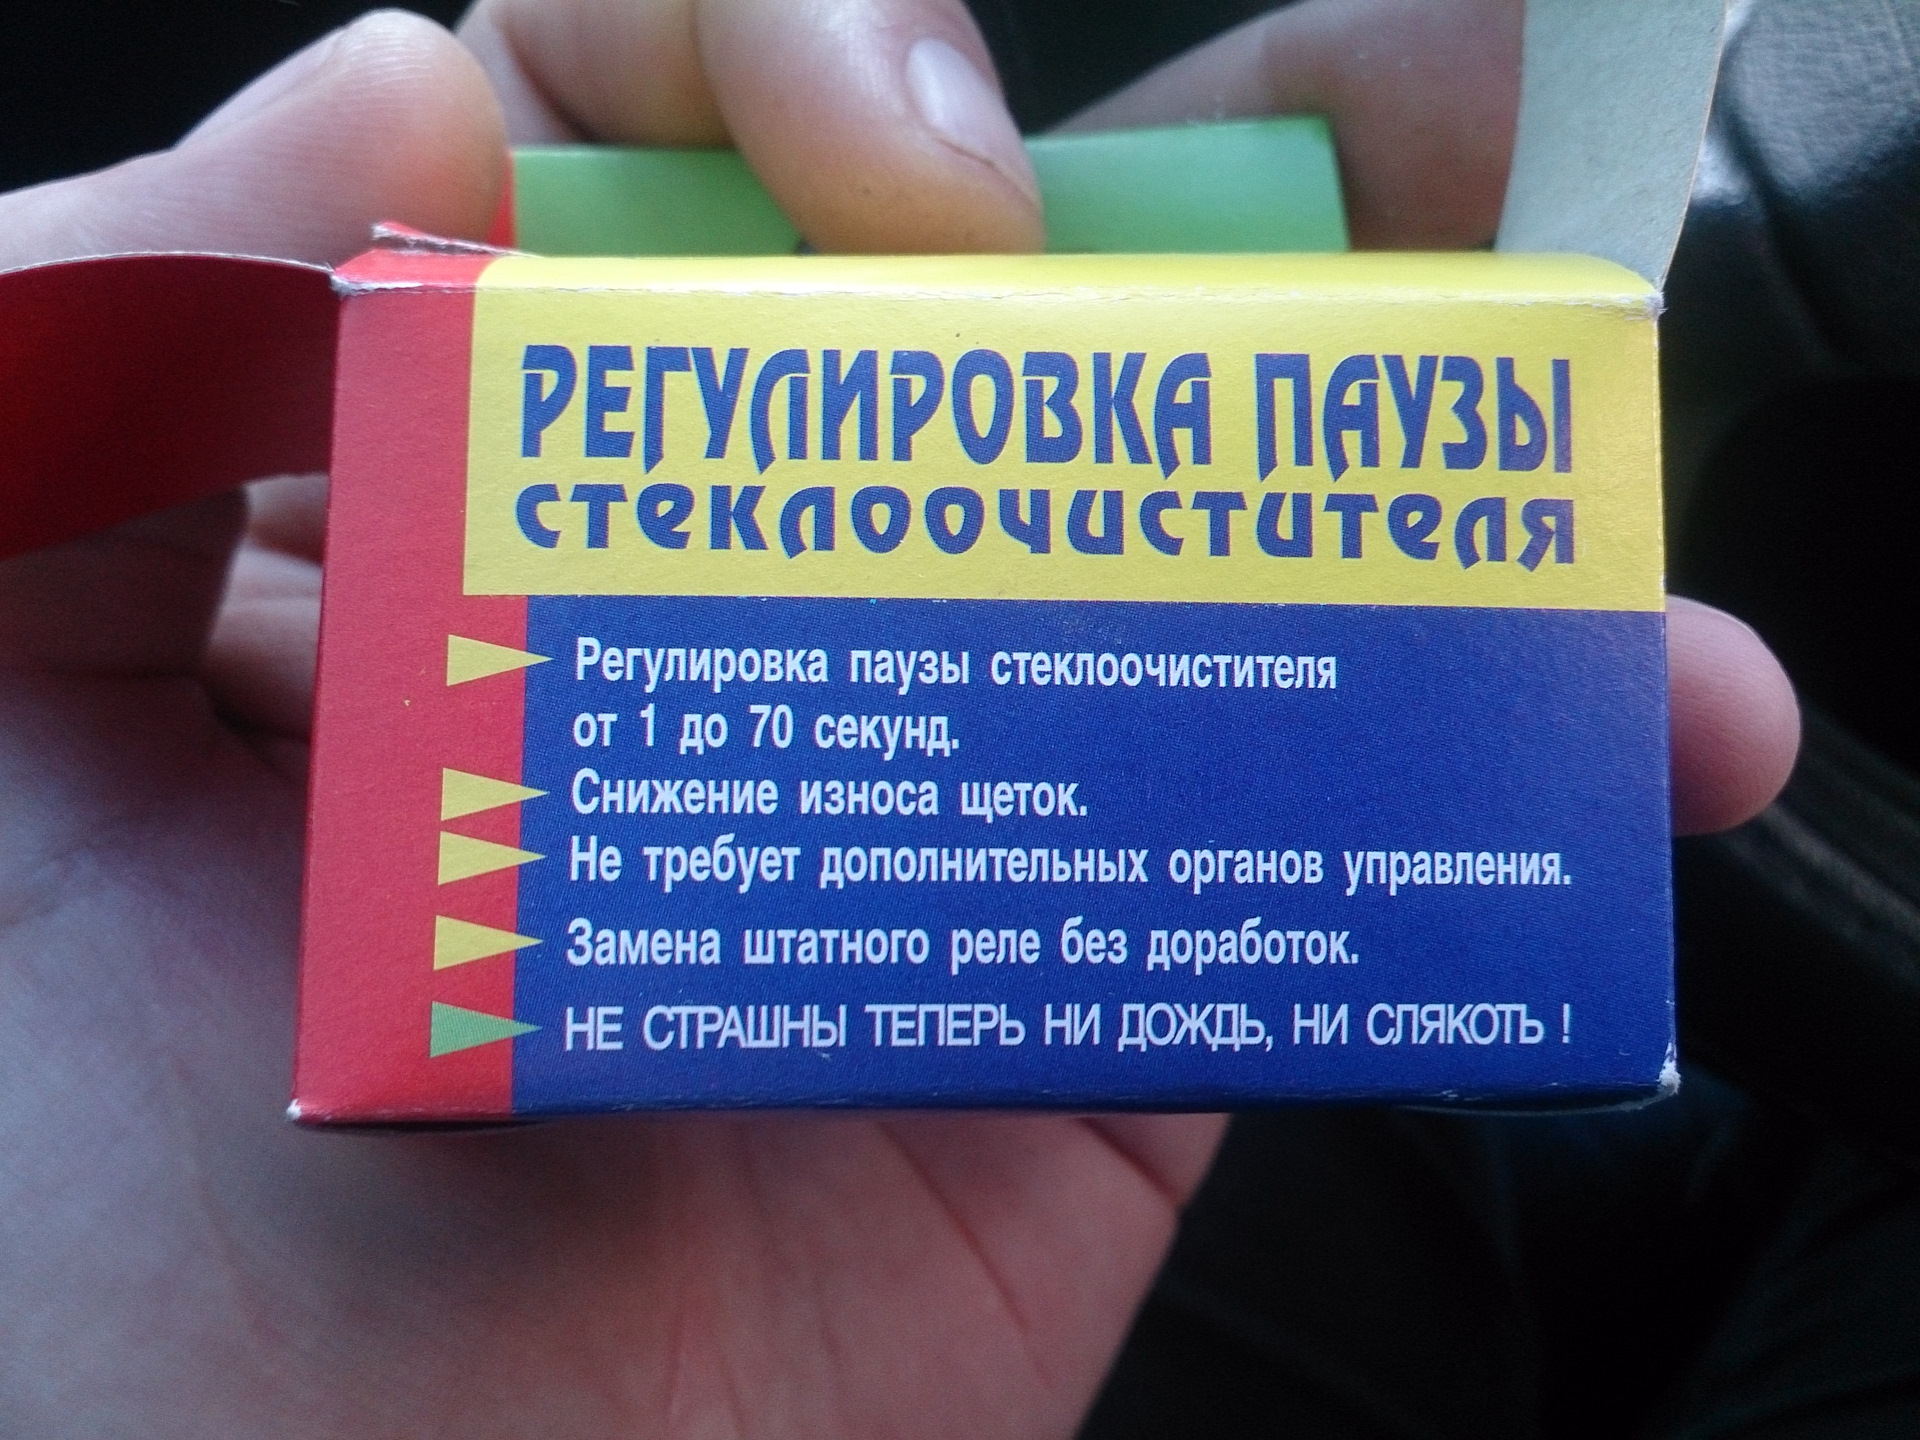 РЕГУЛИРОВКА ПАУЗЫ
стеклоочистителя
Регулировка паузы стеклоочистителя
от 1 до 70 секунд.
Снижение износа щеток.
Не требует дополнительных органов управления.
Замена штатного реле без доработок.
НЕ СТРАШНЫ ТЕПЕРЬ НИ ДОЖДЬ, НИ СЛЯКОТЬ !